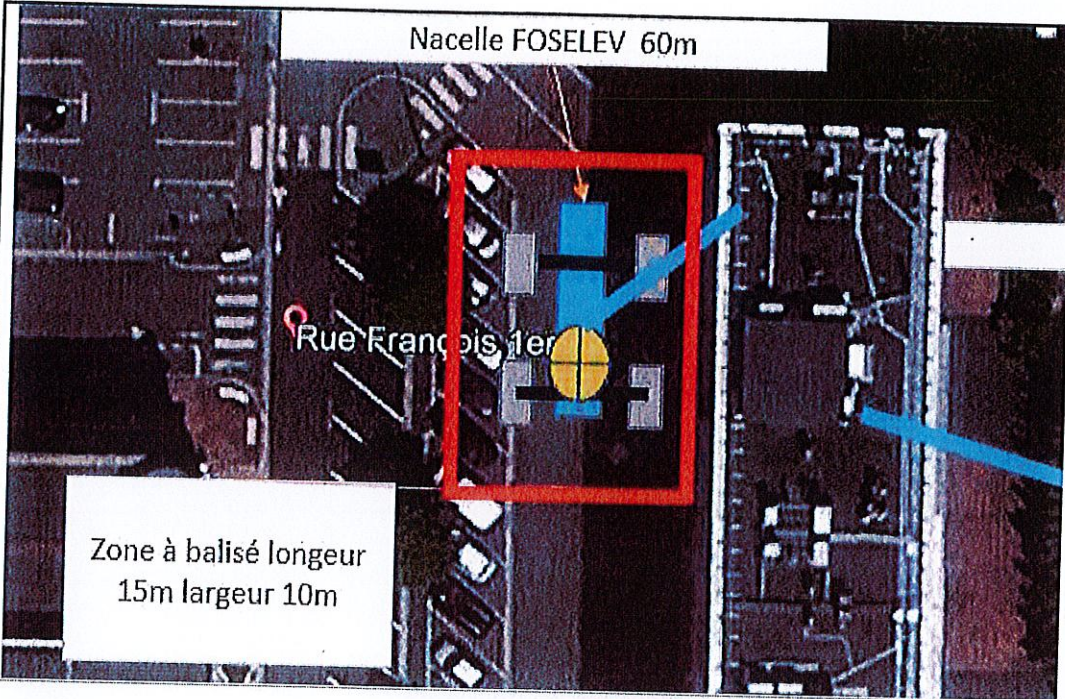 Nacelle FOSELEV 60m
Rue François 1er
Zone à balisé longeur
15m largeur 10m